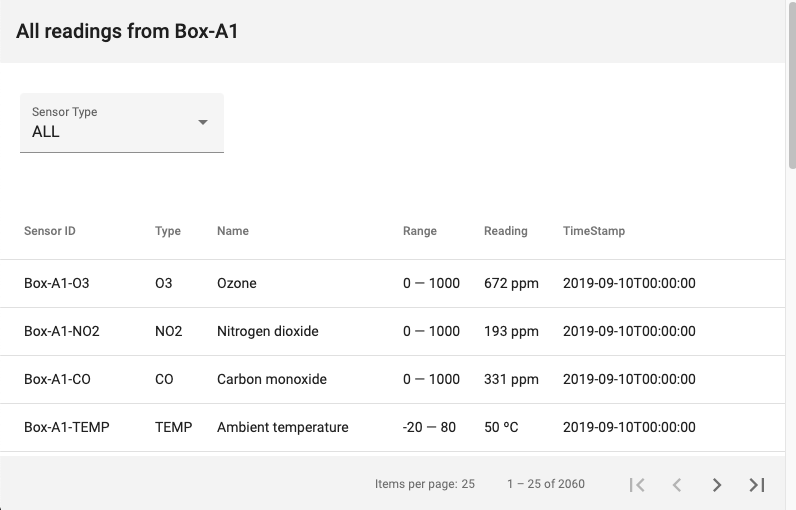 All readings from Box-A1
Sensor Type
ALL
Sensor ID Type Name Range Reading TimeStamp
Box-A1-O3 O3 Ozone 0 — 1000 672 ppm 2019-09-10T00:00:00
Box-A1-NO2 NO2 Nitrogen dioxide 0 — 1000 193 ppm 2019-09-10T00:00:00
Box-A1-CO CO Carbon monoxide 0 — 1000 331 ppm 2019-09-10T00:00:00
Box-A1-TEMP TEMP Ambient temperature -20 — 80 50 ºC 2019-09-10T00:00:00
Items per page: 25 1 – 25 of 2060